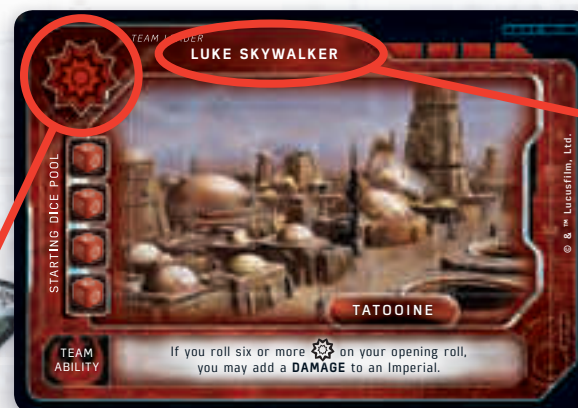 TEAM LEADER
LUKE SKYWALKER
STARTING DICE POOL
© & ™ Lucusfilm, Ltd.
TATOOINE
TEAM
ABILITY
If you roll six or more on your opening roll,
you may add a DAMAGE to an Imperial.